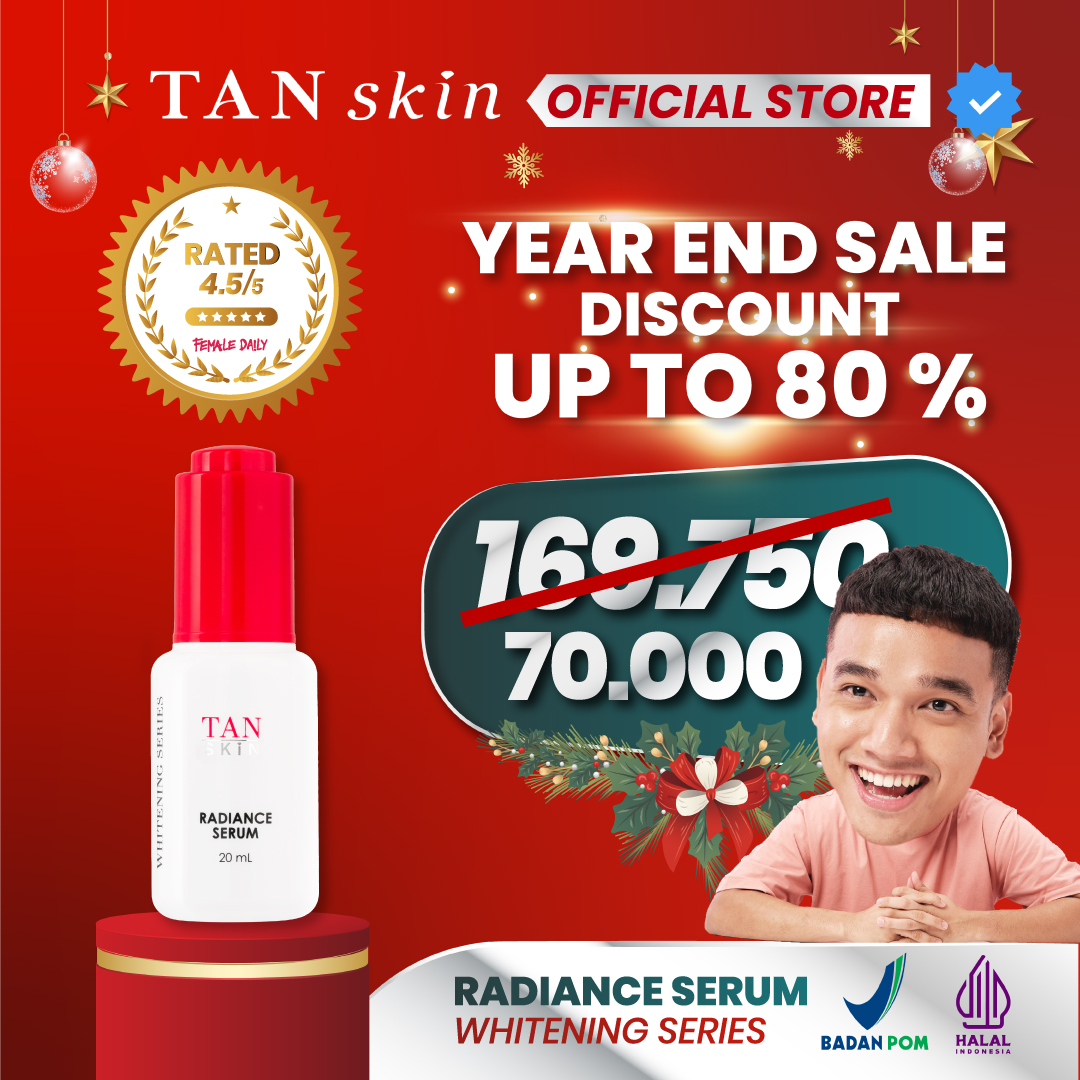 TAN skin OFFICIAL STORE
RATED
4.5/5
FEMALE DAILY
YEAR END SALE
DISCOUNT
UP TO 80 %
169.750
70.000
WHITENING SERIES
TAN
SKiN
RADIANCE
SERUM
20 mL
RADIANCE SERUM
WHITENING SERIES
BADAN POM
HALAL
INDONESIA